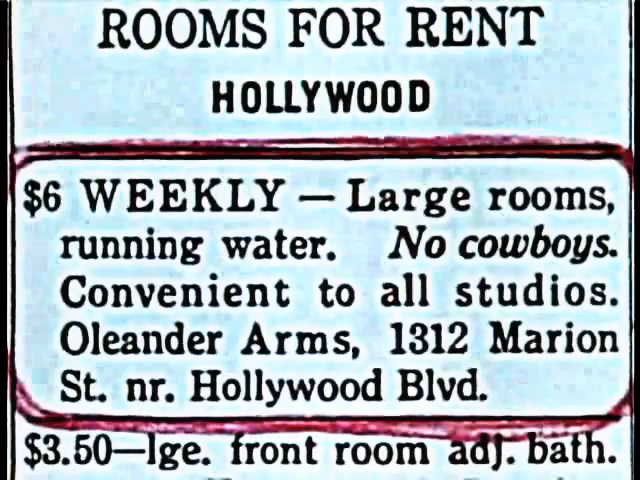 ROOMS FOR RENT
HOLLYWOOD
$6 WEEKLY — Large rooms,
running water. No cowboys.
Convenient to all studios.
Oleander Arms, 1312 Marion
St. nr. Hollywood Blvd.
$3.50—lge. front room adj. bath.